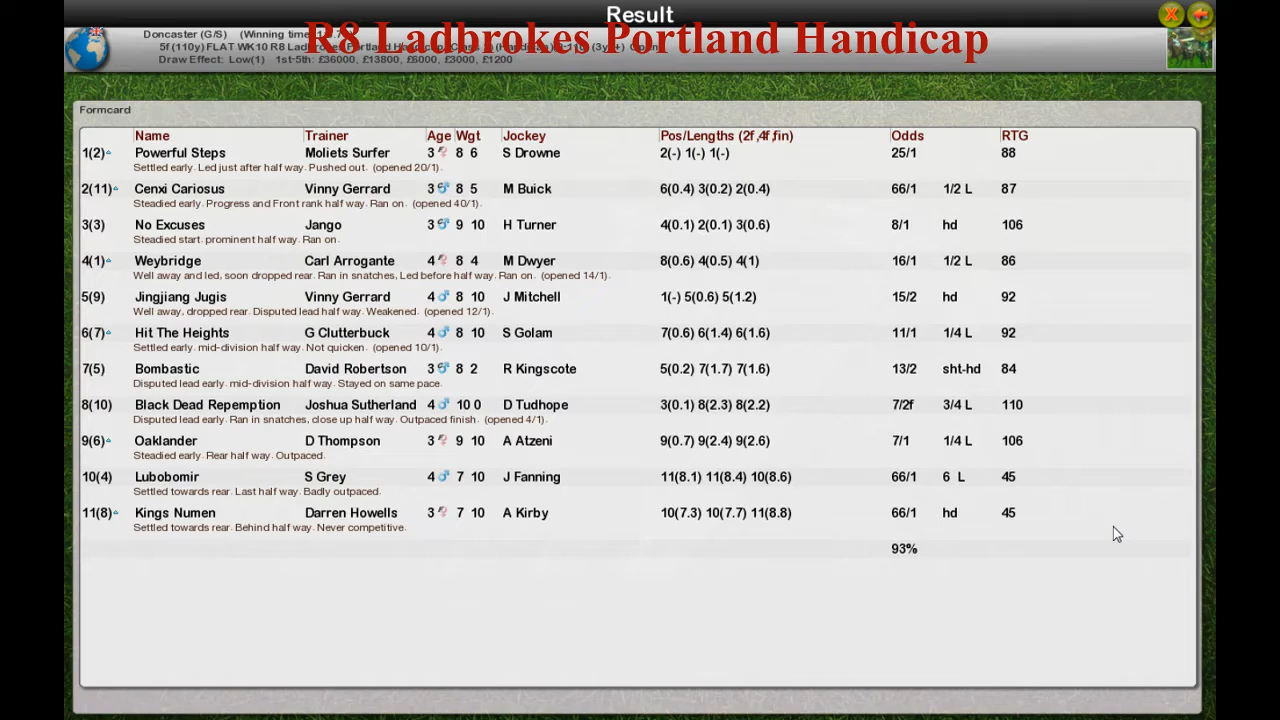 Result
R8 Ladbrokes Portland Handicap
Doncaster (G/S) (Winning time:
5f(110y) FLAT WK10 R8
Draw Effect: Low(1) 1st-5th: £36000, £13800, £6000, £3000, £1200
Formcard
Name Trainer Age Wgt Jockey Pos/Lengths (2f,4f,fin) Odds RTG
1(2) Powerful Steps Moliets Surfer 3 8 6 S Drowne 2(-) 1(-) 1(-) 25/1 88
Settled early. Led just after half way. Pushed out. (opened 20/1).
2(11) Cenxi Cariosus Vinny Gerrard 3 8 5 M Buick 6(0.4) 3(0.2) 2(0.4) 66/1 1/2 L 87
Steadied early. Progress and Front rank half way. Ran on. (opened 40/1).
3(3) No Excuses Jango 3 9 10 H Turner 4(0.1) 2(0.1) 3(0.6) 8/1 hd 106
Steadied start. prominent half way. Ran on.
4(1) Weybridge Carl Arrogante 4 8 4 M Dwyer 8(0.6) 4(0.5) 4(1) 16/1 1/2 L 86
Well away and led, soon dropped rear. Ran in snatches, Led before half way. Ran on. (opened 14/1).
5(9) Jingjiang Jugis Vinny Gerrard 4 8 10 J Mitchell 1(-) 5(0.6) 5(1.2) 15/2 hd 92
Well away, dropped rear. Disputed lead half way. Weakened. (opened 12/1).
6(7) Hit The Heights G Clutterbuck 4 8 10 S Golam 7(0.6) 6(1.4) 6(1.6) 11/1 1/4 L 92
Settled early. mid-division half way. Not quicken. (opened 10/1).
7(5) Bombastic David Robertson 3 8 2 R Kingscote 5(0.2) 7(1.7) 7(1.6) 13/2 sht-hd 84
Disputed lead early. mid-division half way. Stayed on same pace.
8(10) Black Dead Repemption Joshua Sutherland 4 10 0 D Tudhope 3(0.1) 8(2.3) 8(2.2) 7/2f 3/4 L 110
Disputed lead early. Ran in snatches, close up half way. Outpaced finish. (opened 4/1).
9(6) Oaklander D Thompson 3 9 10 A Atzeni 9(0.7) 9(2.4) 9(2.6) 7/1 1/4 L 106
Steadied early. Rear half way. Outpaced.
10(4) Lubobomir S Grey 4 7 10 J Fanning 11(8.1) 11(8.4) 10(8.6) 66/1 6 L 45
Settled towards rear. Last half way. Badly outpaced.
11(8) Kings Numen Darren Howells 3 7 10 A Kirby 10(7.3) 10(7.7) 11(8.8) 66/1 hd 45
Settled towards rear. Behind half way. Never competitive.
93%